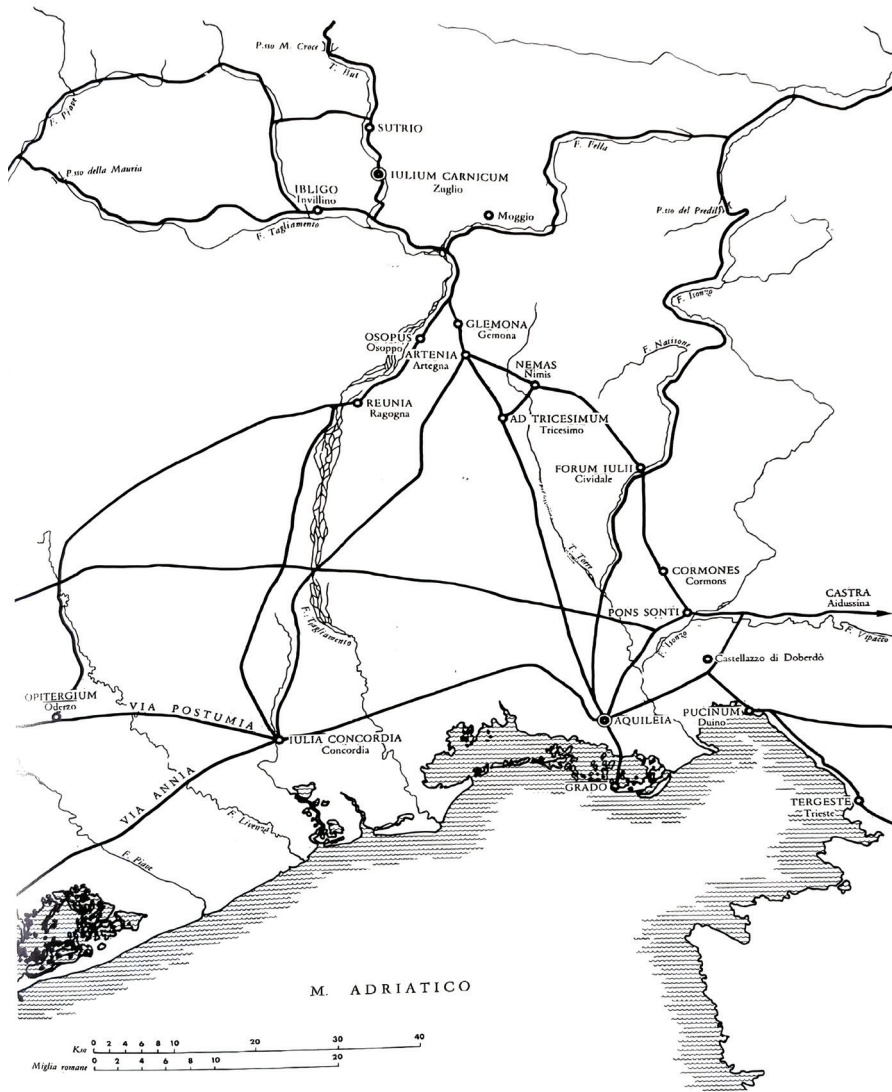 P.sso M. Croce
T. But
F. Piave
SUTRIO
F. Fella
P.sso della Mauria
IULIUM CARNICUM
Zuglio
IBLIGO
Invillino
Moggio
P.sso del Predil
F. Tagliamento
F. Isonzo
GLEMONA
Gemona
OSOPUS
Osoppo
F. Natisone
ARTENIA
Artegna
NEMAS
Nimis
REUNIA
Ragogna
AD TRICESIMUM
Tricesimo
FORUM IULII
Cividale
T. Torre
CORMONES
Cormons
CASTRA
Aidussina
PONS SONTI
F. Tagliamento
F. Isonzo
F. Vipacco
Castellazzo di Doberdò
OPITERGIUM
Oderzo
VIA POSTUMIA
PUCINUM
Duino
AQUILEIA
IULIA CONCORDIA
Concordia
VIA ANNIA
GRADO
TERGESTE
Trieste
F. Livenza
F. Piave
M. ADRIATICO
Km 0 2 4 6 8 10 20 30 40
Miglia romane 0 2 4 6 8 10 20